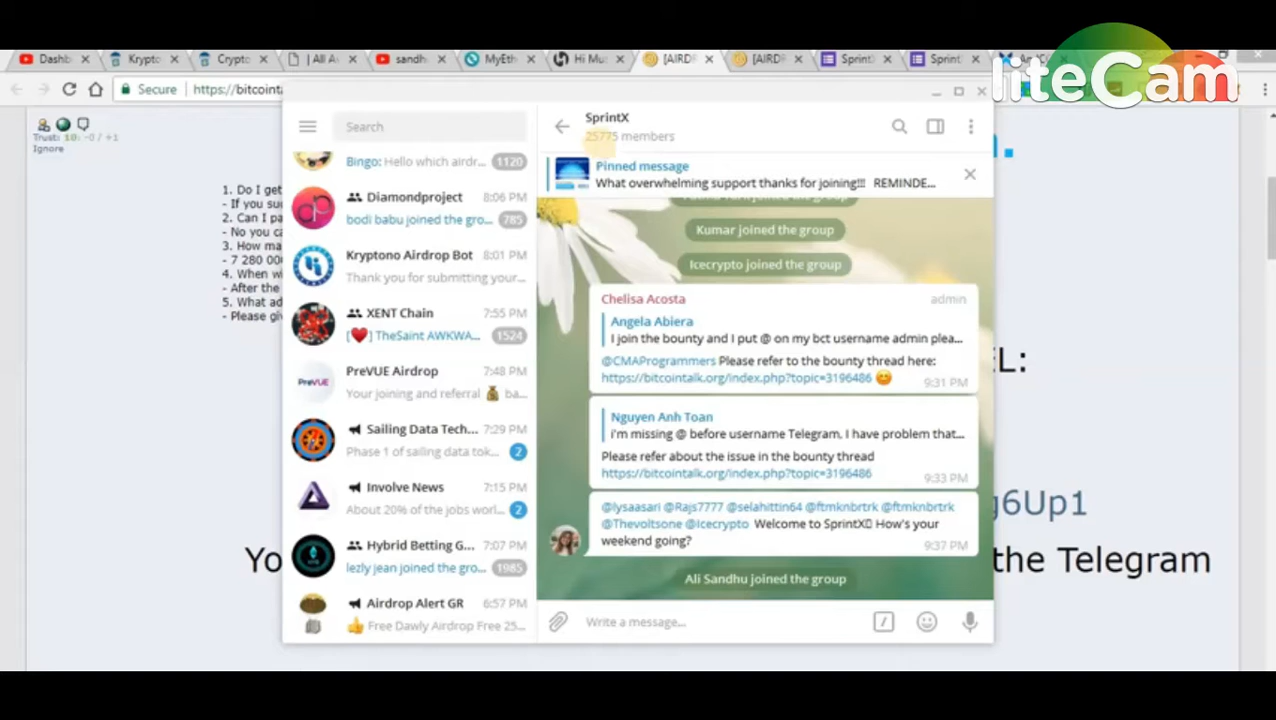 liteCam
Dashb
Krypto
Crypto
| All A
sandh
MyEth
Hi Mu
[AIRD
[AIRD
Sprint
Sprint
Secure
https://bitcointa
Trust: 10: -0 / +1
Ignore
1. Do I get
- If you su
2. Can I pa
- No you ca
3. How ma
- 7 280 00
4. When w
- After the
5. What ad
- Please giv
EL:
g6Up1
Yo
the Telegram
Search
Bingo: Hello which airdr...
1120
Diamondproject
8:06 PM
bodi babu joined the gro...
785
Kryptono Airdrop Bot
8:01 PM
Thank you for submitting your...
XENT Chain
7:55 PM
[❤️] TheSaint AWKWA...
1524
PreVUE
PreVUE Airdrop
7:48 PM
Your joining and referral 💰 ba...
Sailing Data Tech...
7:29 PM
Phase 1 of sailing data tok...
2
Involve News
7:15 PM
About 20% of the jobs worl...
2
Hybrid Betting G...
7:07 PM
lezly jean joined the gro...
1985
Airdrop Alert GR
6:57 PM
👍 Free Dawly Airdrop Free 25...
SprintX
25775 members
Pinned message
What overwhelming support thanks for joining!!! REMINDE...
joined the group
Kumar joined the group
Icecrypto joined the group
Chelisa Acosta
admin
Angela Abiera
I join the bounty and I put @ on my bct username admin plea...
@CMAProgrammers Please refer to the bounty thread here:
https://bitcointalk.org/index.php?topic=3196486 😊
9:31 PM
Nguyen Anh Toan
i'm missing @ before username Telegram, I have problem that...
Please refer about the issue in the bounty thread
https://bitcointalk.org/index.php?topic=3196486
9:33 PM
@lysaasari @Rajs7777 @selahittin64 @ftmknbrtrk @ftmknbrtrk
@Thevoltsone @Icecrypto Welcome to SprintX How's your
weekend going?
9:37 PM
Ali Sandhu joined the group
Write a message...